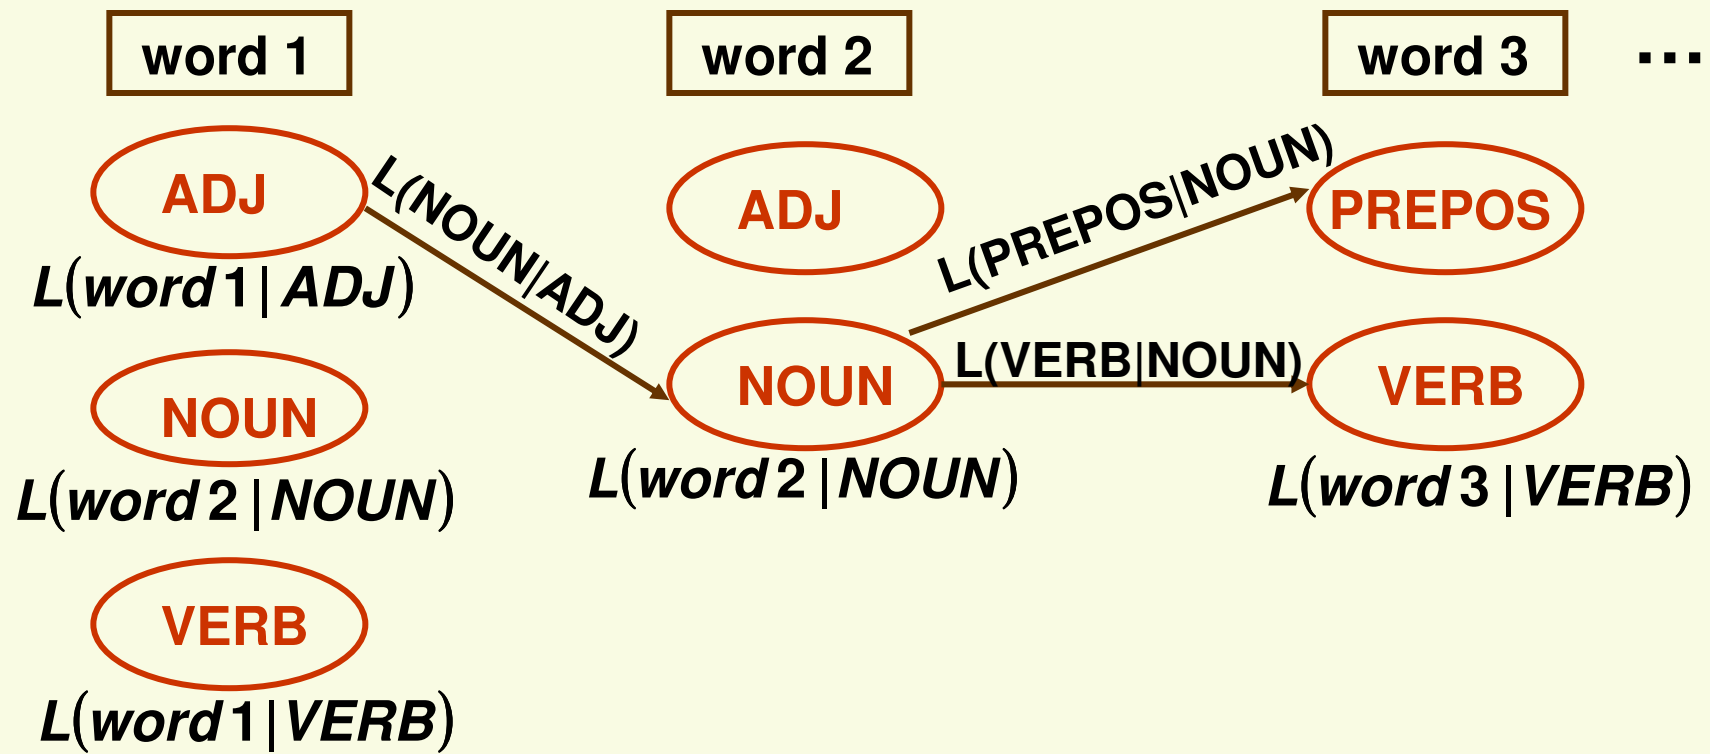 word 1
word 2
word 3
...
ADJ
L(NOUN|ADJ)
ADJ
L(PREPOS|NOUN)
PREPOS
L(word 1 | ADJ)
NOUN
L(word 2 | NOUN)
NOUN
L(VERB|NOUN)
VERB
L(word 2 | NOUN)
L(word 3 | VERB)
VERB
L(word 1 | VERB)